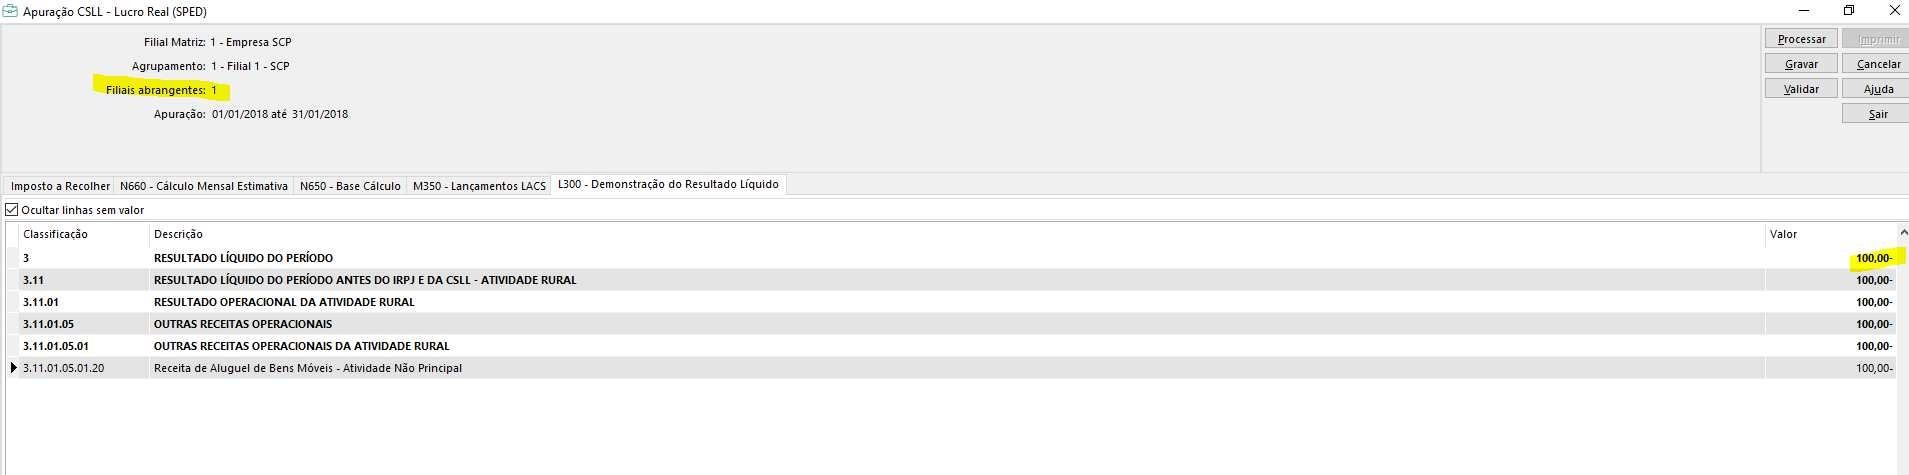 Apuração CSLL - Lucro Real (SPED)
Filial Matriz: 1 - Empresa SCP
Processar Imprimir
Agrupamento: 1 - Filial 1 - SCP
Gravar Cancelar
Filiais abrangentes: 1
Validar Ajuda
Apuração: 01/01/2018 até 31/01/2018
Sair
Imposto a Recolher N660 - Cálculo Mensal Estimativa N650 - Base Cálculo M350 - Lançamentos LACS L300 - Demonstração do Resultado Líquido
Ocultar linhas sem valor
Classificação Descrição Valor
3 RESULTADO LÍQUIDO DO PERÍODO 100,00-
3.11 RESULTADO LÍQUIDO DO PERÍODO ANTES DO IRPJ E DA CSLL - ATIVIDADE RURAL 100,00-
3.11.01 RESULTADO OPERACIONAL DA ATIVIDADE RURAL 100,00-
3.11.01.05 OUTRAS RECEITAS OPERACIONAIS 100,00-
3.11.01.05.01 OUTRAS RECEITAS OPERACIONAIS DA ATIVIDADE RURAL 100,00-
3.11.01.05.01.20 Receita de Aluguel de Bens Móveis - Atividade Não Principal 100,00-